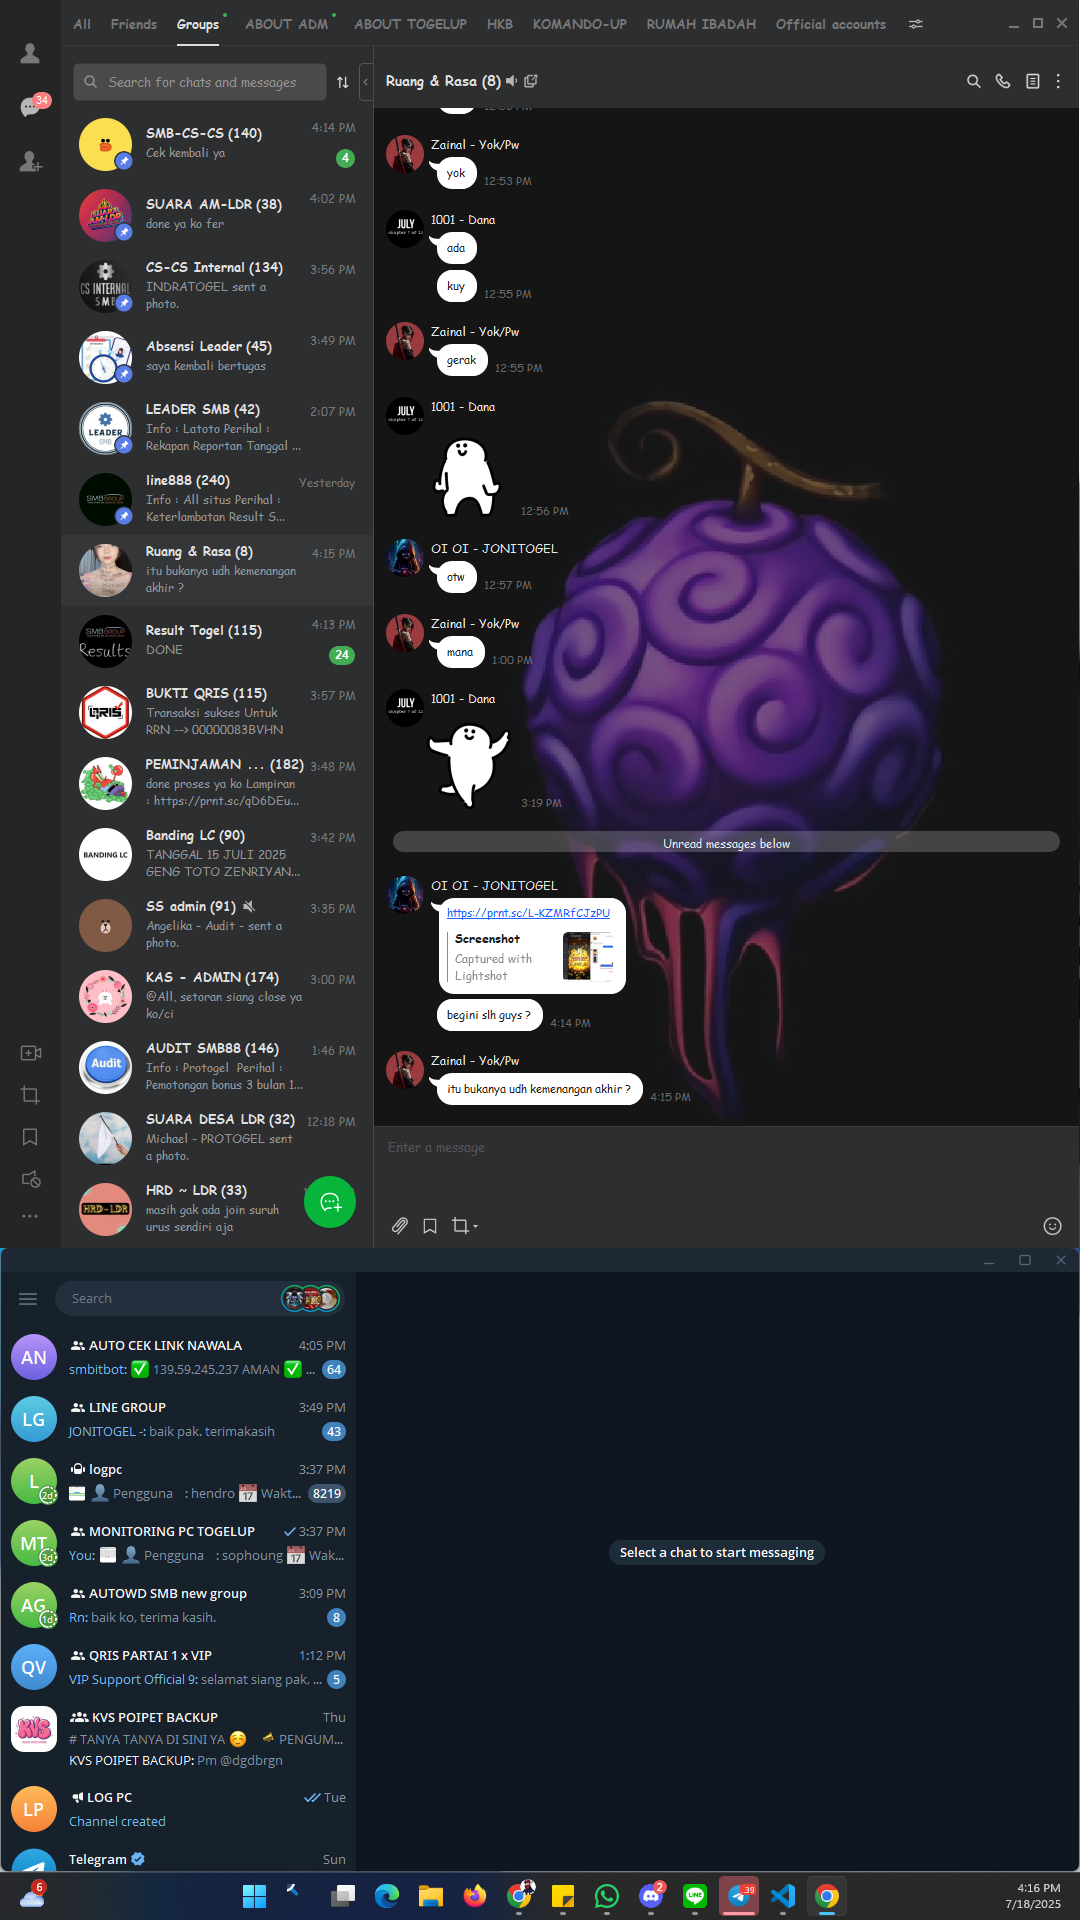 All Friends Groups ABOUT ADM ABOUT TOGELUP HKB KOMANDO-UP RUMAH IBADAH Official accounts
34
Search for chats and messages
SMB-CS-CS (140) 4:14 PM
Cek kembali ya 4
SUARA AM-LDR (38) 4:02 PM
done ya ko fer
CS-CS Internal (134) 3:56 PM
INDRATOGEL sent a
photo.
Absensi Leader (45) 3:49 PM
saya kembali bertugas
LEADER SMB (42) 2:07 PM
Info : Latoto Perihal :
Rekapan Reportan Tanggal ...
line888 (240) Yesterday
Info : All situs Perihal :
Keterlambatan Result S...
Ruang & Rasa (8) 4:15 PM
itu bukanya udh kemenangan
akhir ?
Result Togel (115) 4:13 PM
DONE 24
BUKTI QRIS (115) 3:57 PM
Transaksi sukses Untuk
RRN --> 00000083BVHN
PEMINJAMAN ... (182) 3:48 PM
done proses ya ko Lampiran
: https://prnt.sc/qD6DEu...
Banding LC (90) 3:42 PM
TANGGAL 15 JULI 2025
GENG TOTO ZENRIYAN...
BANDING LC
SS admin (91) 3:35 PM
Angelika - Audit - sent a
photo.
KAS - ADMIN (174) 3:00 PM
@All, setoran siang close ya
ko/ci
AUDIT SMB88 (146) 1:46 PM
Info : Protogel Perihal :
Pemotongan bonus 3 bulan 1...
Audit
SUARA DESA LDR (32) 12:18 PM
Michael - PROTOGEL sent
a photo.
HRD ~ LDR (33)
masih gak ada join suruh
urus sendiri aja
HRD-LDR
Ruang & Rasa (8)
Zainal - Yok/Pw
yok 12:53 PM
1001 - Dana
JULY
ada
kuy 12:55 PM
Zainal - Yok/Pw
gerak 12:55 PM
1001 - Dana
JULY
12:56 PM
OI OI - JONITOGEL
otw 12:57 PM
Zainal - Yok/Pw
mana 1:00 PM
1001 - Dana
JULY
3:19 PM
Unread messages below
OI OI - JONITOGEL
https://prnt.sc/L-KZMRfCJzPU
Screenshot
Captured with
Lightshot
begini slh guys ? 4:14 PM
Zainal - Yok/Pw
itu bukanya udh kemenangan akhir ? 4:15 PM
Enter a message
Search
AN AUTO CEK LINK NAWALA 4:05 PM
smbitbot: ✅ 139.59.245.237 AMAN ✅ ... 64
LG LINE GROUP 3:49 PM
JONITOGEL -: baik pak. terimakasih 43
L logpc 3:37 PM
2d 👤 Pengguna : hendro 📅 Wakt... 8219
MT MONITORING PC TOGELUP 3:37 PM
3d You: 👤 Pengguna : sophoung 📅 Wak...
AG AUTOWD SMB new group 3:09 PM
1d Rn: baik ko, terima kasih. 8
QV QRIS PARTAI 1 x VIP 1:12 PM
VIP Support Official 9: selamat siang pak, ... 5
KVS KVS POIPET BACKUP Thu
# TANYA TANYA DI SINI YA ☺️ PENGUM...
KVS POIPET BACKUP: Pm @dgdbrgn
LP LOG PC Tue
Channel created
Telegram Sun
Select a chat to start messaging
6
2
39
4:16 PM
7/18/2025